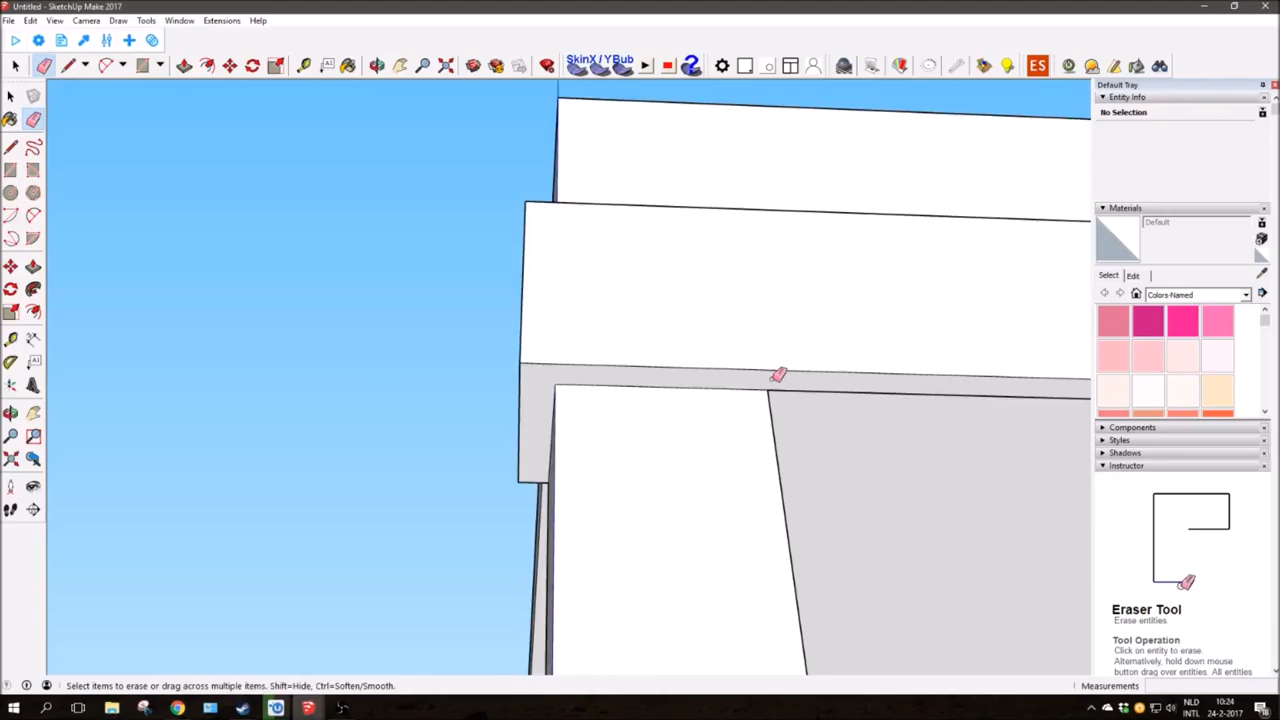 Untitled - SketchUp Make 2017
File Edit View Camera Draw Tools Window Extensions Help
SkinX / YBub
ES
Default Tray
Entity Info
No Selection
Materials
Default
Select Edit
Colors-Named
Components
Styles
Shadows
Instructor
Eraser Tool
Erase entities.
Tool Operation
Click on entity to erase.
Alternatively, hold down mouse
button drag over entities. All entities
Select items to erase or drag across multiple items. Shift=Hide, Ctrl=Soften/Smooth.
Measurements
NLD
INTL
10:24
24-2-2017